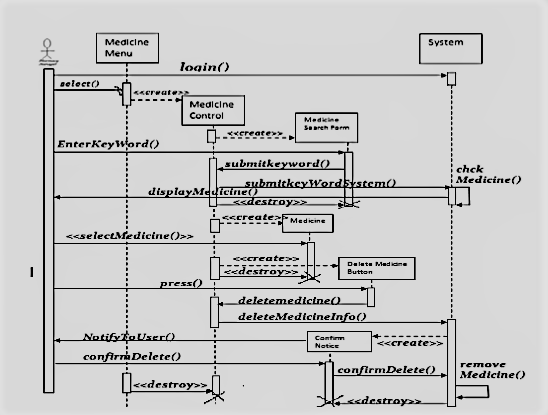 Medicine
Menu
System
login()
select()
<<create>>
Medicine
Control
Medicine
Search Form
<<create>>
EnterKeyWord()
submitkeyword()
chck
Medicine()
submitkeyWordSystem()
displayMedicine()
<<destroy>>
<<create>>
Medicine
<<selectMedicine()>>
<<create>>
Delete Medicine
Button
<<destroy>>
press()
deletemedicine()
deleteMedicineInfo()
NotifyToUser()
Confirm
Notice
<<create>>
confirmDelete()
confirmDelete()
remove
Medicine()
<<destroy>>
<<destroy>>